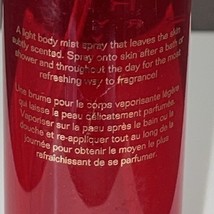 A light body mist spray that leaves the skin
subtly scented. Spray onto skin after a bath or
shower and throughout the day for the most
refreshing way to fragrance!
Une brume pour le corps vaporisante légère
qui laisse la peau délicatement parfumée.
Vaporiser sur la peau après le bain ou la
douche et re-appliquer tout au long de la
journée pour obtenir le moyen le plus
rafraîchissant de se parfumer.